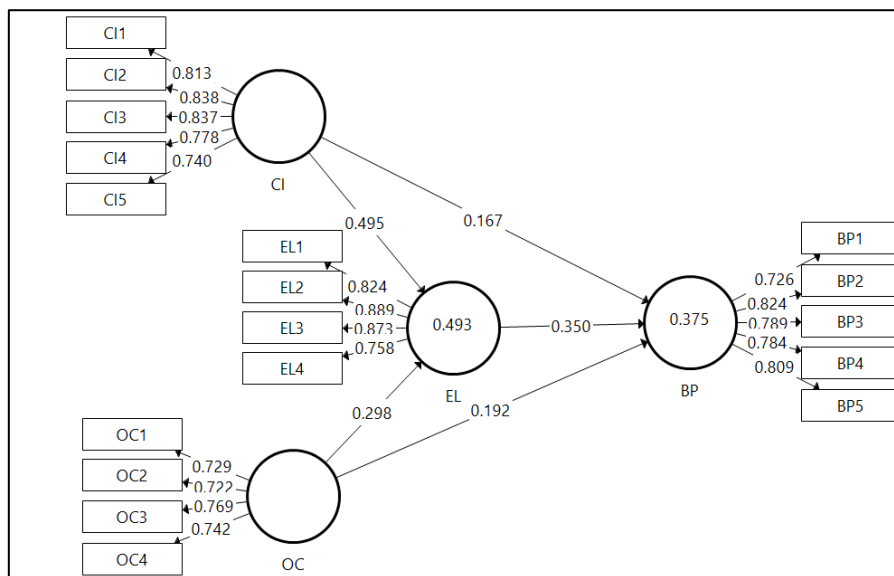 CI1
CI2
CI3
CI4
CI5
0.813
0.838
0.837
0.778
0.740
CI
0.495
0.167
EL1
EL2
EL3
EL4
0.824
0.889
0.873
0.758
0.493
EL
0.350
0.298
0.192
BP1
BP2
BP3
BP4
BP5
0.726
0.824
0.789
0.784
0.809
0.375
BP
OC1
OC2
OC3
OC4
0.729
0.722
0.769
0.742
OC